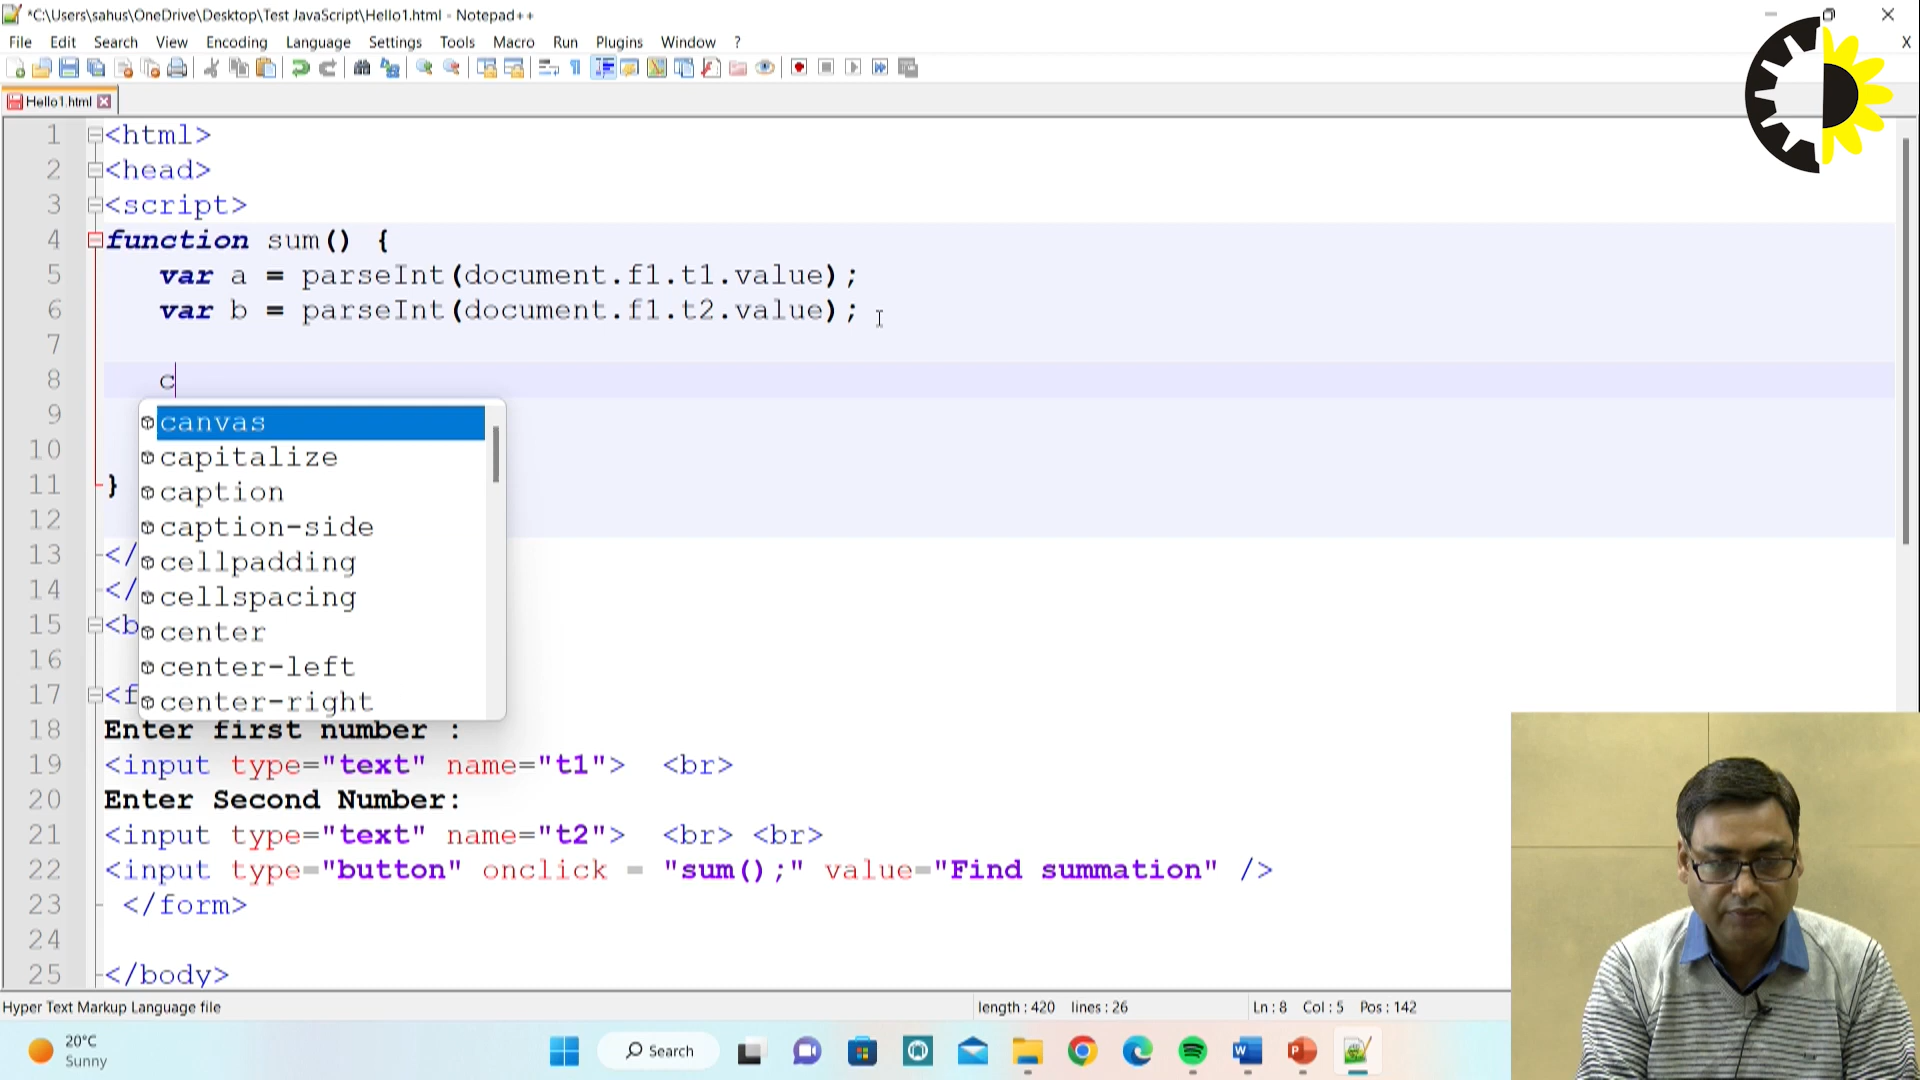 *C:\Users\sahus\OneDrive\Desktop\Test JavaScript\Hello1.html - Notepad++
File Edit Search View Encoding Language Settings Tools Macro Run Plugins Window ?
X
Hello1.html
1 <html>
2 <head>
3 <script>
4 function sum() {
5 var a = parseInt(document.f1.t1.value);
6 var b = parseInt(document.f1.t2.value);
7
8 c
9 canvas
10 capitalize
11 } caption
12 caption-side
13 </ cellpadding
14 </ cellspacing
15 <b center
16 center-left
17 <f center-right
18 Enter first number :
19 <input type="text" name="t1"> <br>
20 Enter Second Number:
21 <input type="text" name="t2"> <br> <br>
22 <input type="button" onclick = "sum();" value="Find summation" />
23 </form>
24
25 </body>
Hyper Text Markup Language file length : 420 lines : 26 Ln : 8 Col : 5 Pos : 142
20°C
Sunny
Search